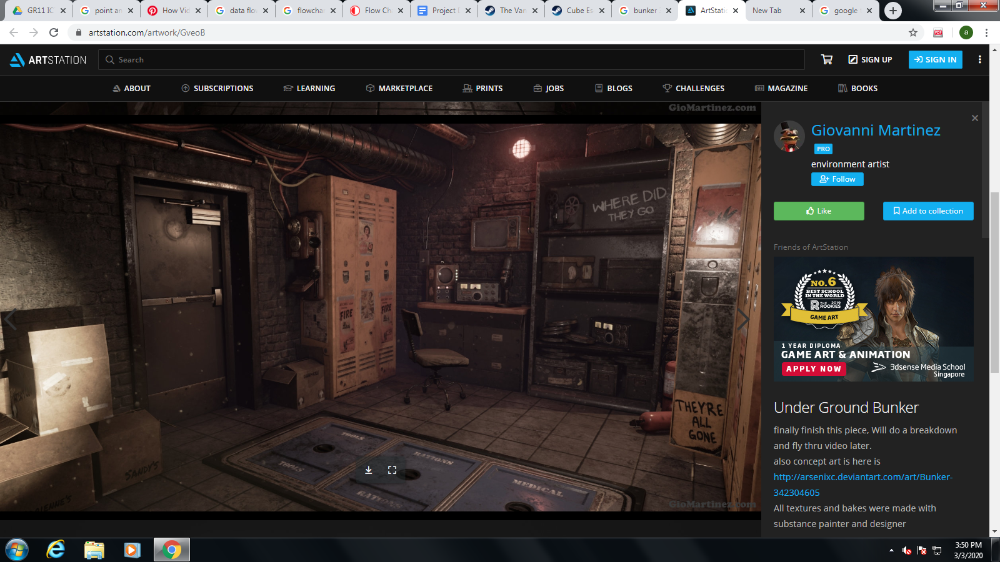 GR11 IC
point an
How Vid
data flow
flowchar
Flow Ch
Project D
The Van
Cube Es
bunker
ArtStatio
New Tab
google
artstation.com/artwork/GveoB
a
ARTSTATION
Search
SIGN UP
SIGN IN
ABOUT
SUBSCRIPTIONS
LEARNING
MARKETPLACE
PRINTS
JOBS
BLOGS
CHALLENGES
MAGAZINE
BOOKS
GioMartinez.com
WHERE DID
THEY GO
FIRE
FIRE
THEY'RE
ALL
GONE
TOOLS
TOOLS
RATIONS
RATIONS
MEDICAL
SANDY'S
GioMartinez.com
Giovanni Martinez
PRO
environment artist
Follow
Like
Add to collection
Friends of ArtStation
NO.6
BEST SCHOOL
IN THE WORLD
THE ROOKIES 2019
GAME ART
1 YEAR DIPLOMA
GAME ART & ANIMATION
APPLY NOW
3dsense Media School
Singapore
Under Ground Bunker
finally finish this piece, Will do a breakdown
and fly thru video later.
also concept art is here is
http://arsenixc.deviantart.com/art/Bunker-
342304605
All textures and bakes were made with
substance painter and designer
3:50 PM
3/3/2020